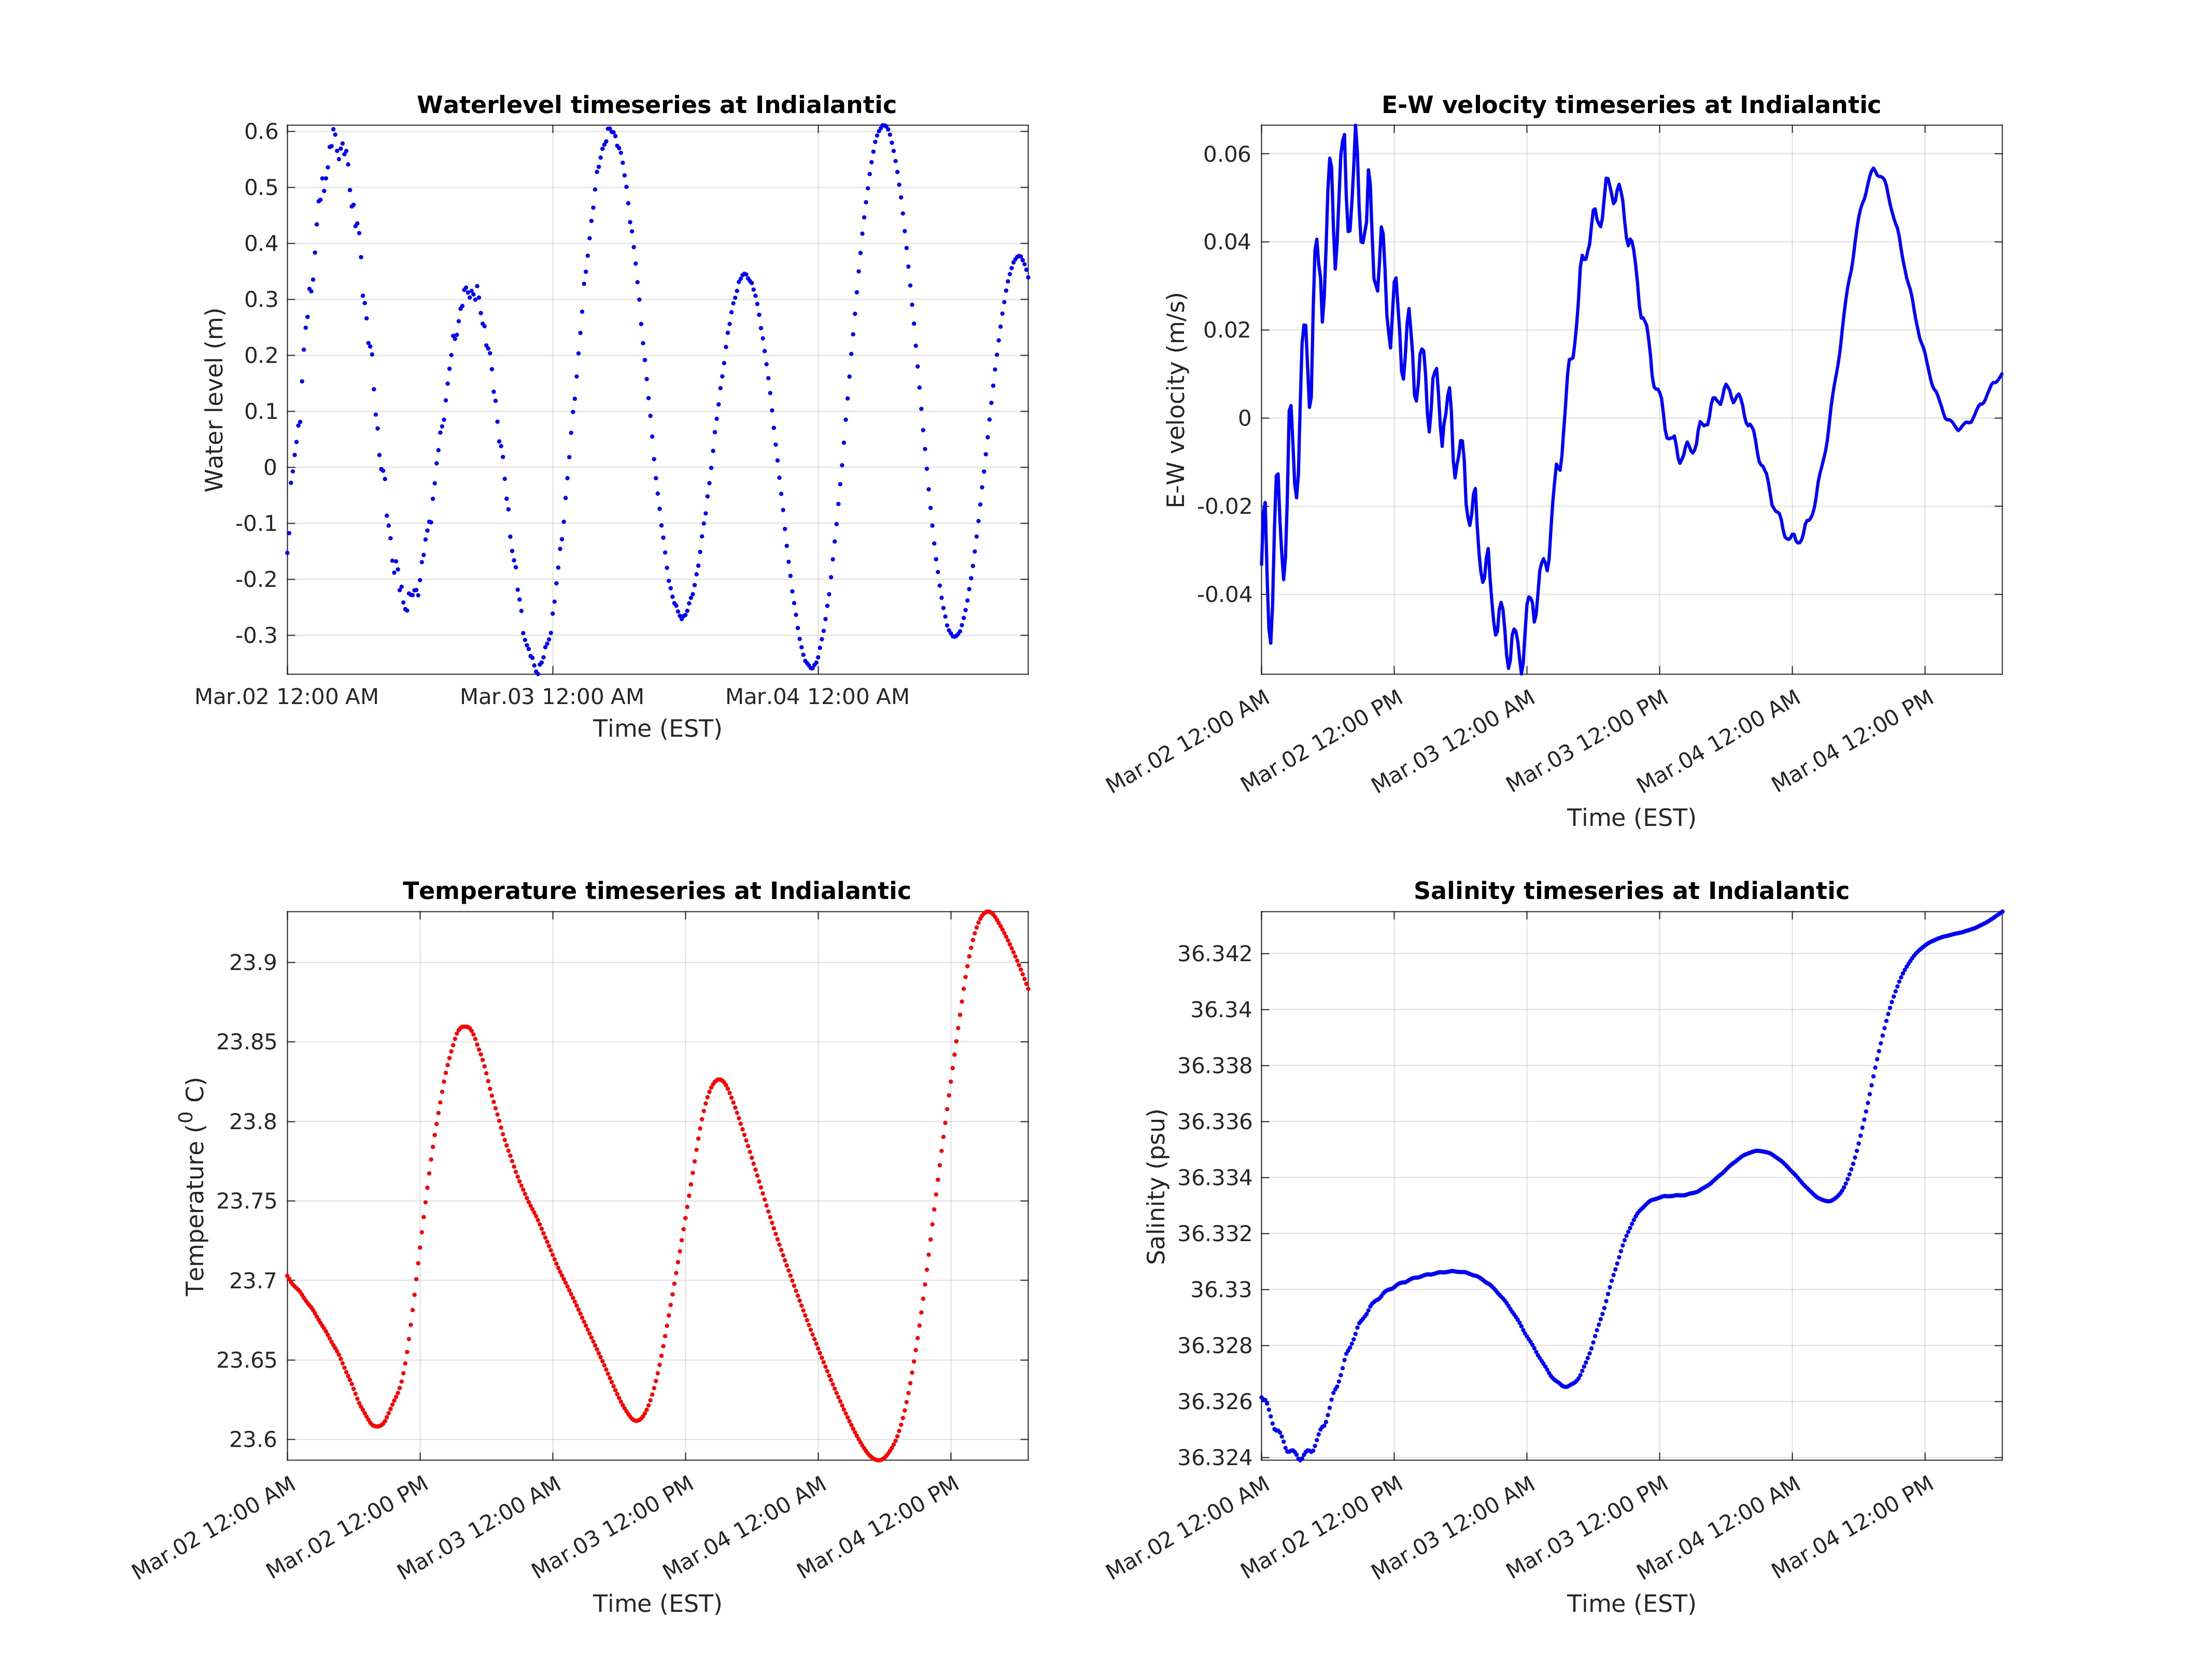 Waterlevel timeseries at Indialantic
0.6
0.5
0.4
0.3
0.2
0.1
0
-0.1
-0.2
-0.3
Water level (m)
Mar.02 12:00 AM
Mar.03 12:00 AM
Mar.04 12:00 AM
Time (EST)
E-W velocity timeseries at Indialantic
0.06
0.04
0.02
0
-0.02
-0.04
E-W velocity (m/s)
Mar.02 12:00 AM
Mar.02 12:00 PM
Mar.03 12:00 AM
Mar.03 12:00 PM
Mar.04 12:00 AM
Mar.04 12:00 PM
Time (EST)
Temperature timeseries at Indialantic
23.9
23.85
23.8
23.75
23.7
23.65
23.6
Temperature (⁰ C)
Mar.02 12:00 AM
Mar.02 12:00 PM
Mar.03 12:00 AM
Mar.03 12:00 PM
Mar.04 12:00 AM
Mar.04 12:00 PM
Time (EST)
Salinity timeseries at Indialantic
36.342
36.34
36.338
36.336
36.334
36.332
36.33
36.328
36.326
36.324
Salinity (psu)
Mar.02 12:00 AM
Mar.02 12:00 PM
Mar.03 12:00 AM
Mar.03 12:00 PM
Mar.04 12:00 AM
Mar.04 12:00 PM
Time (EST)